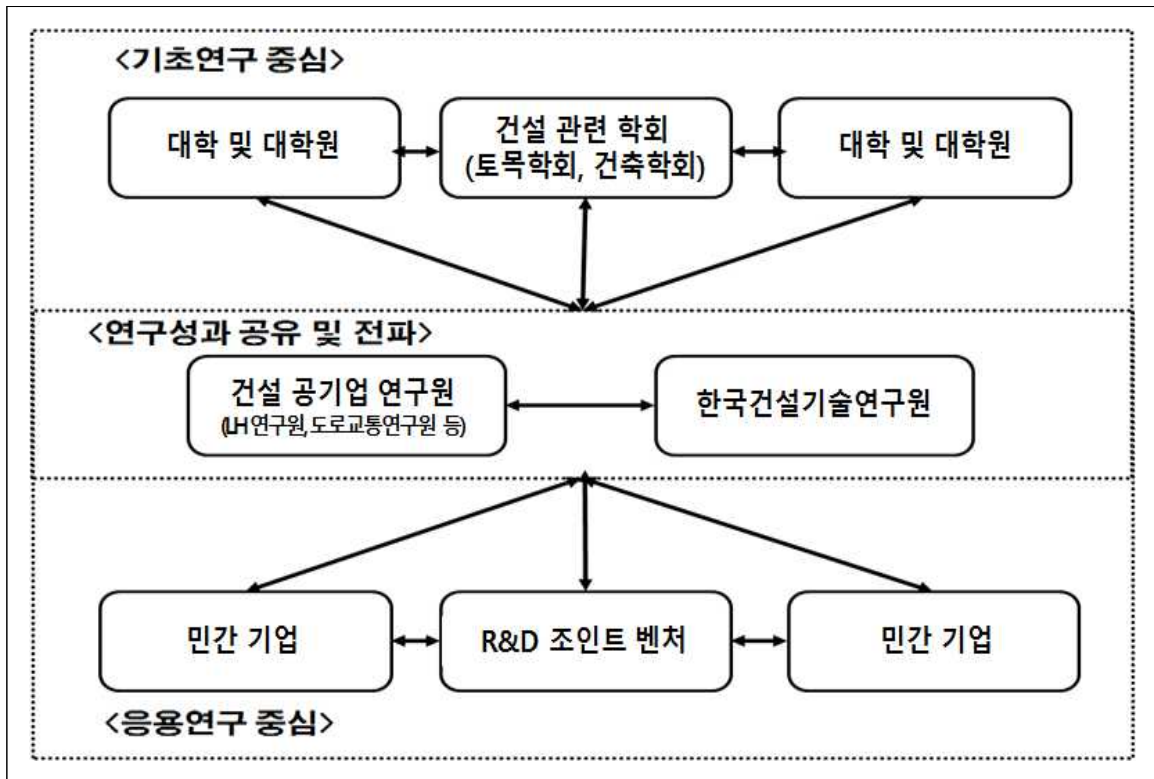 <기초연구 중심>
대학 및 대학원
건설 관련 학회
(토목학회, 건축학회)
대학 및 대학원
<연구성과 공유 및 전파>
건설 공기업 연구원
(LH연구원,도로교통연구원 등)
한국건설기술연구원
민간 기업
R&D 조인트 벤처
민간 기업
<응용연구 중심>